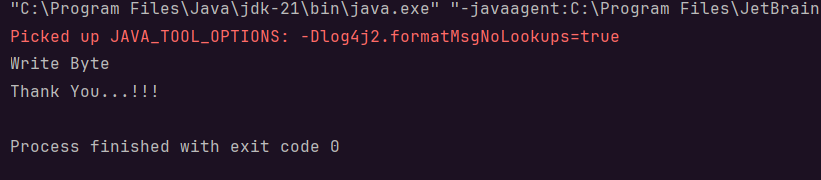 "C:\Program Files\Java\jdk-21\bin\java.exe" "-javaagent:C:\Program Files\JetBrain
Picked up JAVA_TOOL_OPTIONS: -Dlog4j2.formatMsgNoLookups=true
Write Byte
Thank You...!!!
Process finished with exit code 0